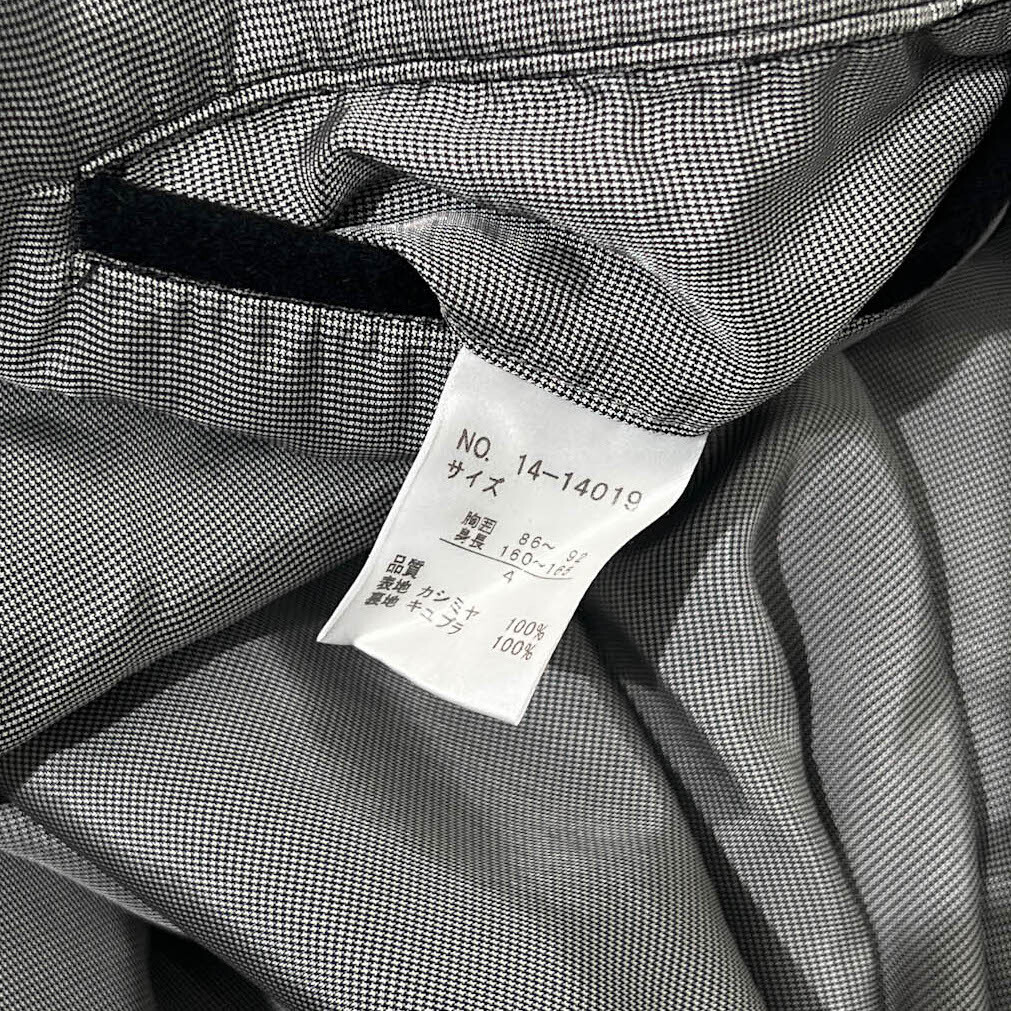 NO. 14-14019
サイズ
胸囲 86～ 92
身長 160～165
4
品質
表地 カシミヤ 100%
裏地 キュプラ 100%